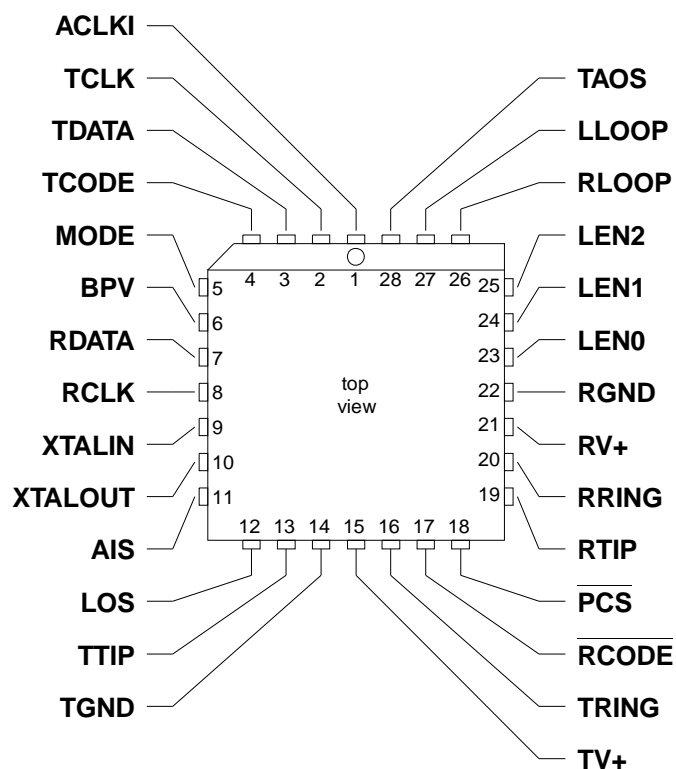 ACLKI
TCLK
TDATA
TCODE
MODE
BPV
RDATA
RCLK
XTALIN
XTALOUT
AIS
LOS
TTIP
TGND
TAOS
LLOOP
RLOOP
LEN2
LEN1
LEN0
RGND
RV+
RRING
RTIP
PCS
RCODE
TRING
TV+
4 3 2 1 28 27 26
5
6
7
8
9
10
11
25
24
23
22
21
20
19
top
view
12 13 14 15 16 17 18